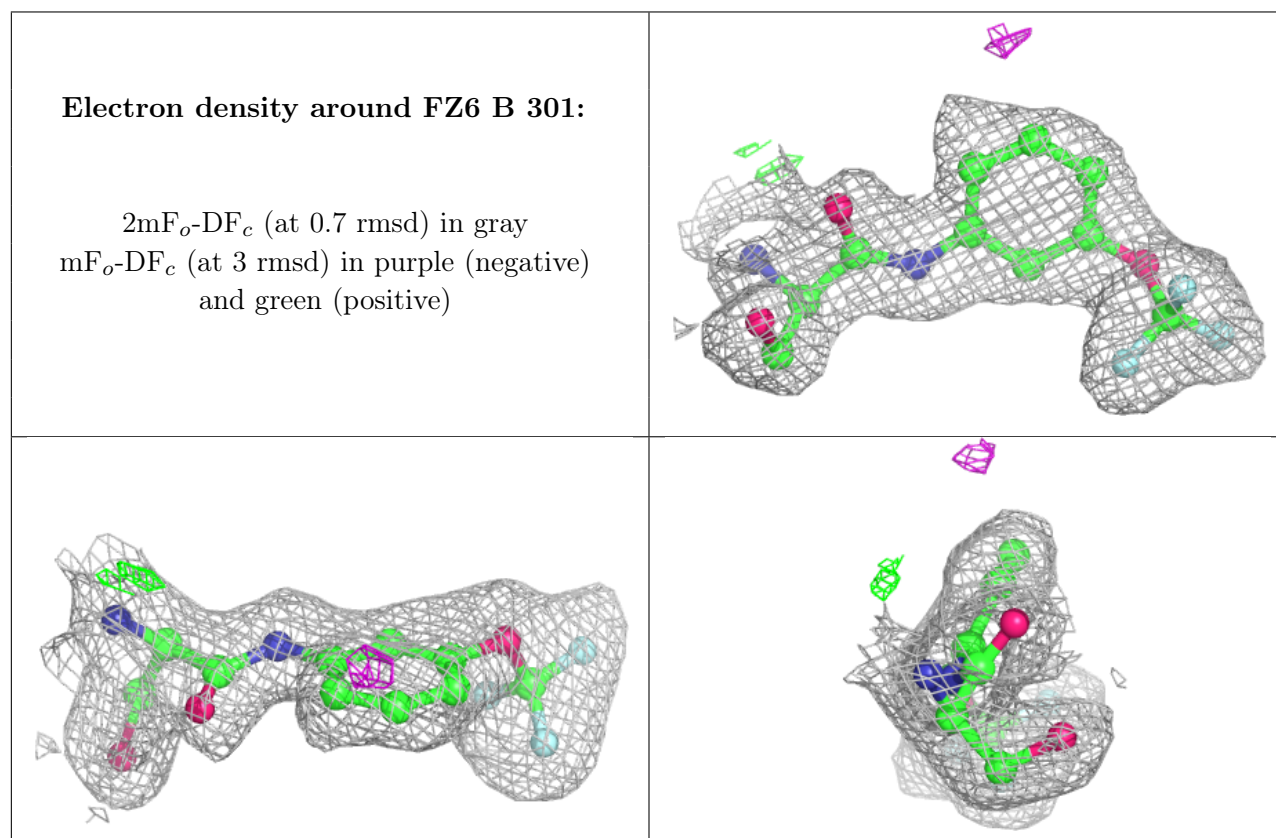 Electron density around FZ6 B 301:
2mFo-DFc (at 0.7 rmsd) in gray
mFo-DFc (at 3 rmsd) in purple (negative)
and green (positive)